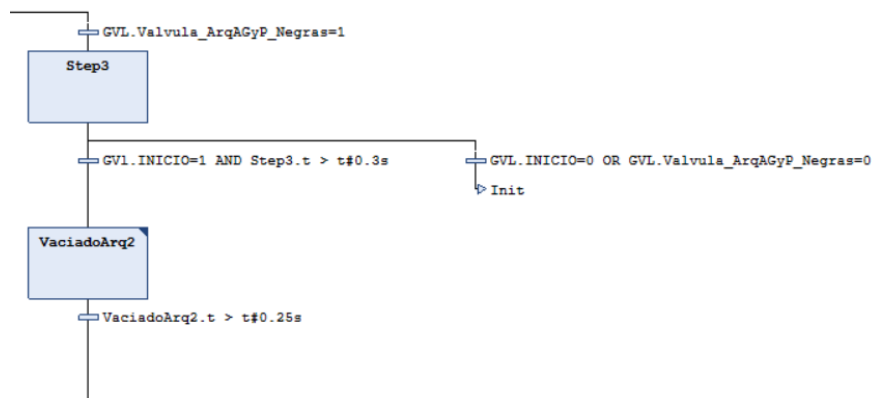 GVL.Valvula_ArqAGyP_Negras=1
Step3
GVl.INICIO=1 AND Step3.t > t#0.3s
GVL.INICIO=0 OR GVL.Valvula_ArqAGyP_Negras=0
Init
VaciadoArq2
VaciadoArq2.t > t#0.25s